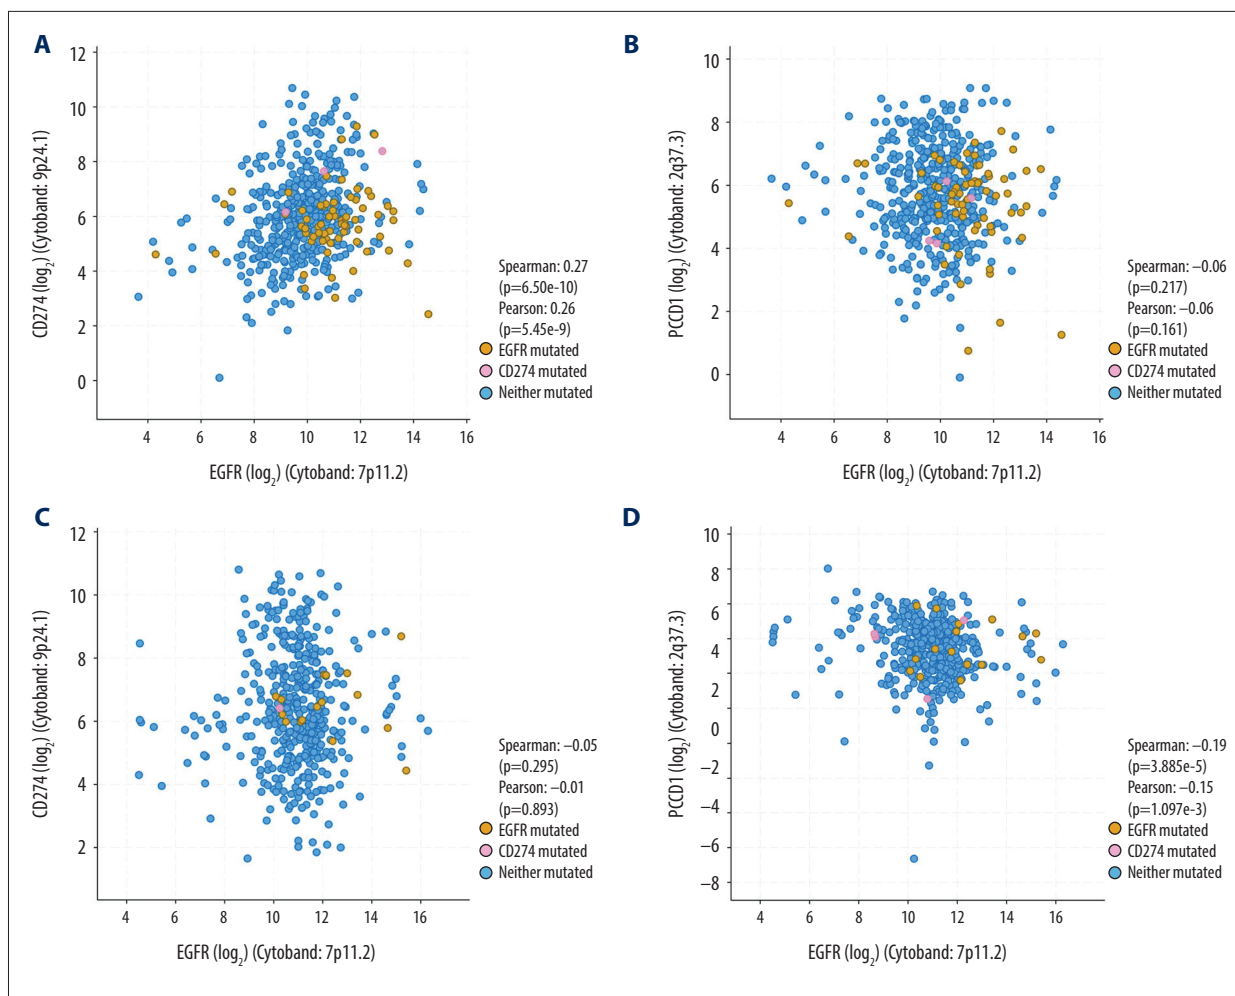 A
12
10
8
6
4
2
0
CD274 (log2) (Cytoband: 9p24.1)
4 6 8 10 12 14 16
EGFR (log2) (Cytoband: 7p11.2)
Spearman: 0.27
(p=6.50e-10)
Pearson: 0.26
(p=5.45e-9)
EGFR mutated
CD274 mutated
Neither mutated
B
10
8
6
4
2
0
PCCD1 (log2) (Cytoband: 2q37.3)
4 6 8 10 12 14 16
EGFR (log2) (Cytoband: 7p11.2)
Spearman: −0.06
(p=0.217)
Pearson: −0.06
(p=0.161)
EGFR mutated
CD274 mutated
Neither mutated
C
12
10
8
6
4
2
CD274 (log2) (Cytoband: 9p24.1)
4 6 8 10 12 14 16
EGFR (log2) (Cytoband: 7p11.2)
Spearman: −0.05
(p=0.295)
Pearson: −0.01
(p=0.893)
EGFR mutated
CD274 mutated
Neither mutated
D
10
8
6
4
2
0
−2
−4
−6
−8
PCCD1 (log2) (Cytoband: 2q37.3)
4 6 8 10 12 14 16
EGFR (log2) (Cytoband: 7p11.2)
Spearman: −0.19
(p=3.885e-5)
Pearson: −0.15
(p=1.097e-3)
EGFR mutated
CD274 mutated
Neither mutated